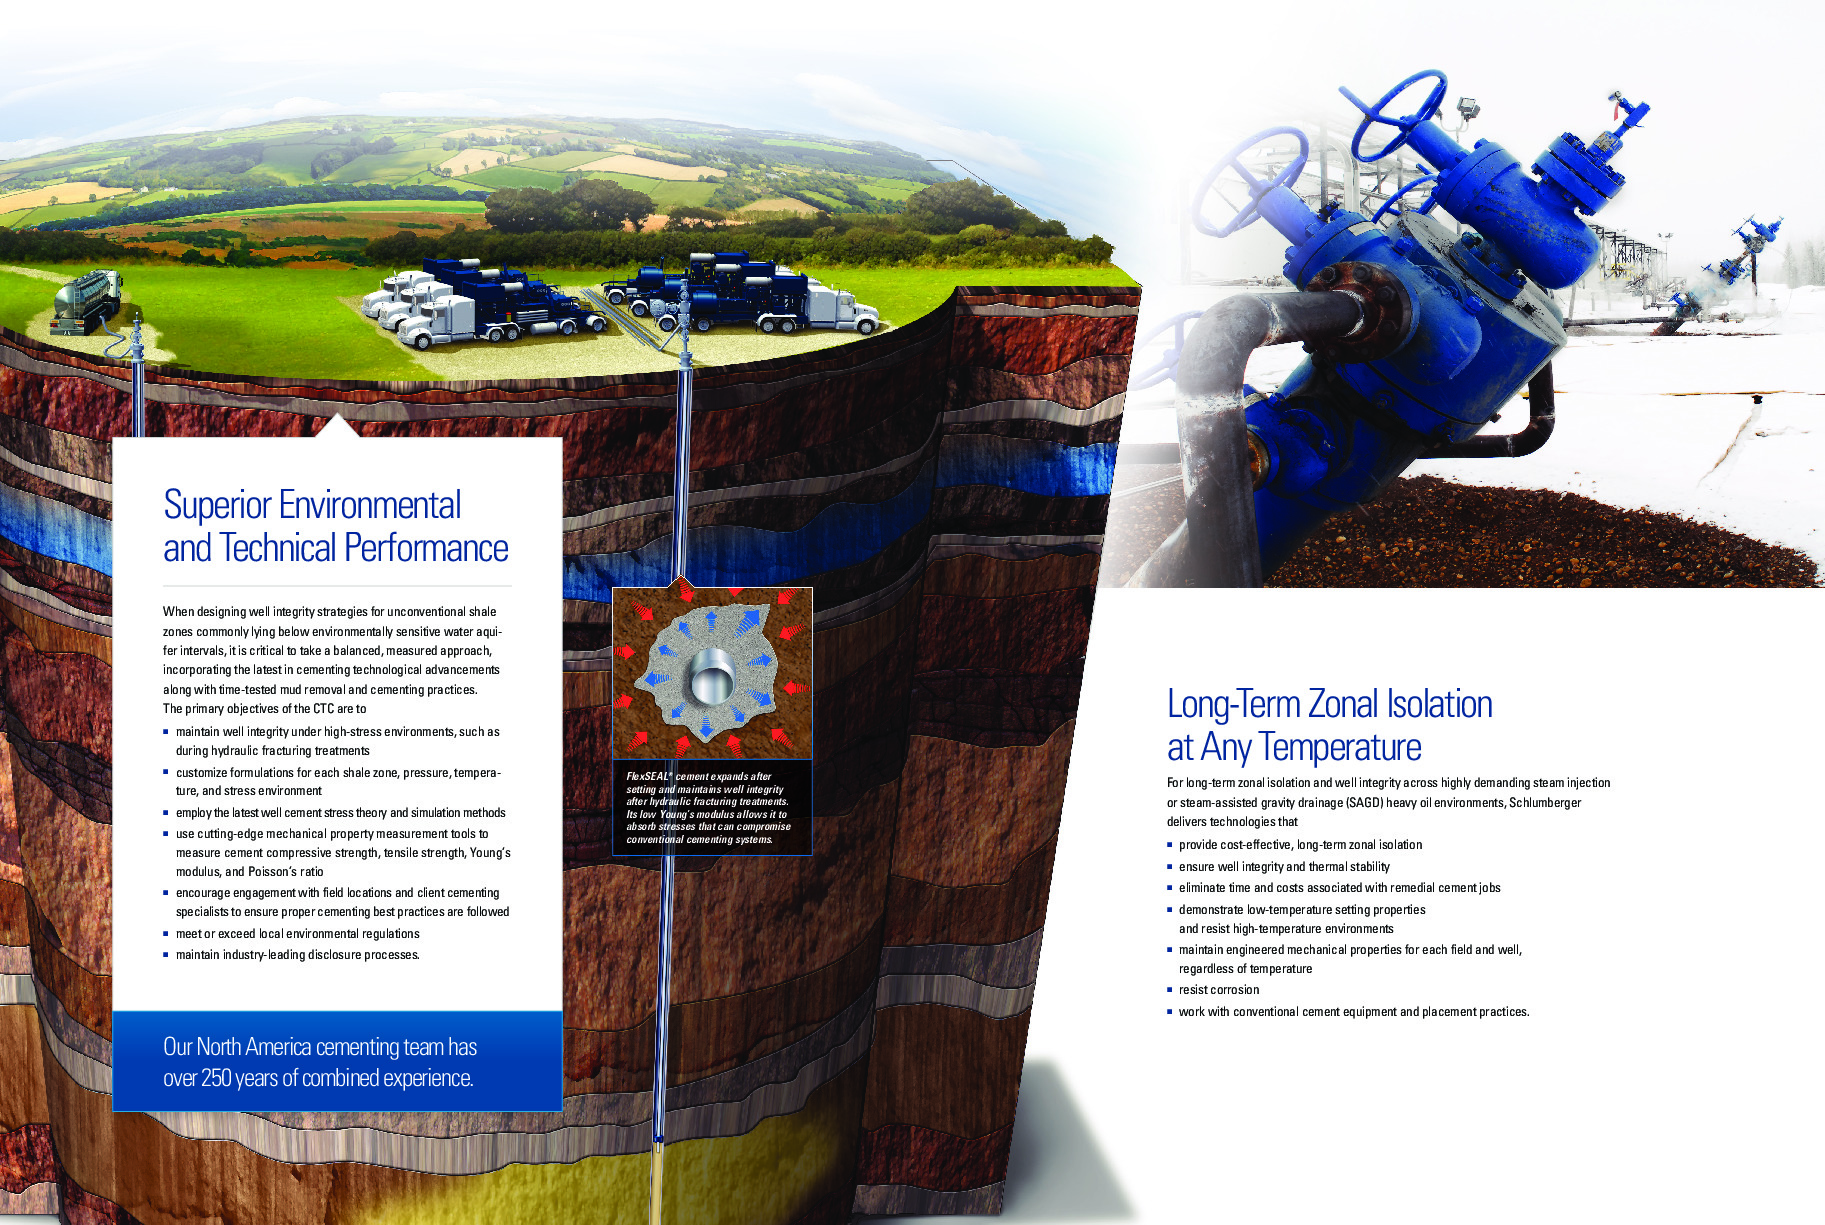 Superior Environmental
and Technical Performance
When designing well integrity strategies for unconventional shale
zones commonly lying below environmentally sensitive water aqui-
fer intervals, it is critical to take a balanced, measured approach,
incorporating the latest in cementing technological advancements
along with time-tested mud removal and cementing practices.
The primary objectives of the CTC are to
■ maintain well integrity under high-stress environments, such as
during hydraulic fracturing treatments
■ customize formulations for each shale zone, pressure, tempera-
ture, and stress environment
■ employ the latest well cement stress theory and simulation methods
■ use cutting-edge mechanical property measurement tools to
measure cement compressive strength, tensile strength, Young's
modulus, and Poisson's ratio
■ encourage engagement with field locations and client cementing
specialists to ensure proper cementing best practices are followed
■ meet or exceed local environmental regulations
■ maintain industry-leading disclosure processes.
Our North America cementing team has
over 250 years of combined experience.
FlexSEAL* cement expands after
setting and maintains well integrity
after hydraulic fracturing treatments.
Its low Young's modulus allows it to
absorb stresses that can compromise
conventional cementing systems.
Long-Term Zonal Isolation
at Any Temperature
For long-term zonal isolation and well integrity across highly demanding steam injection
or steam-assisted gravity drainage (SAGD) heavy oil environments, Schlumberger
delivers technologies that
■ provide cost-effective, long-term zonal isolation
■ ensure well integrity and thermal stability
■ eliminate time and costs associated with remedial cement jobs
■ demonstrate low-temperature setting properties
and resist high-temperature environments
■ maintain engineered mechanical properties for each field and well,
regardless of temperature
■ resist corrosion
■ work with conventional cement equipment and placement practices.